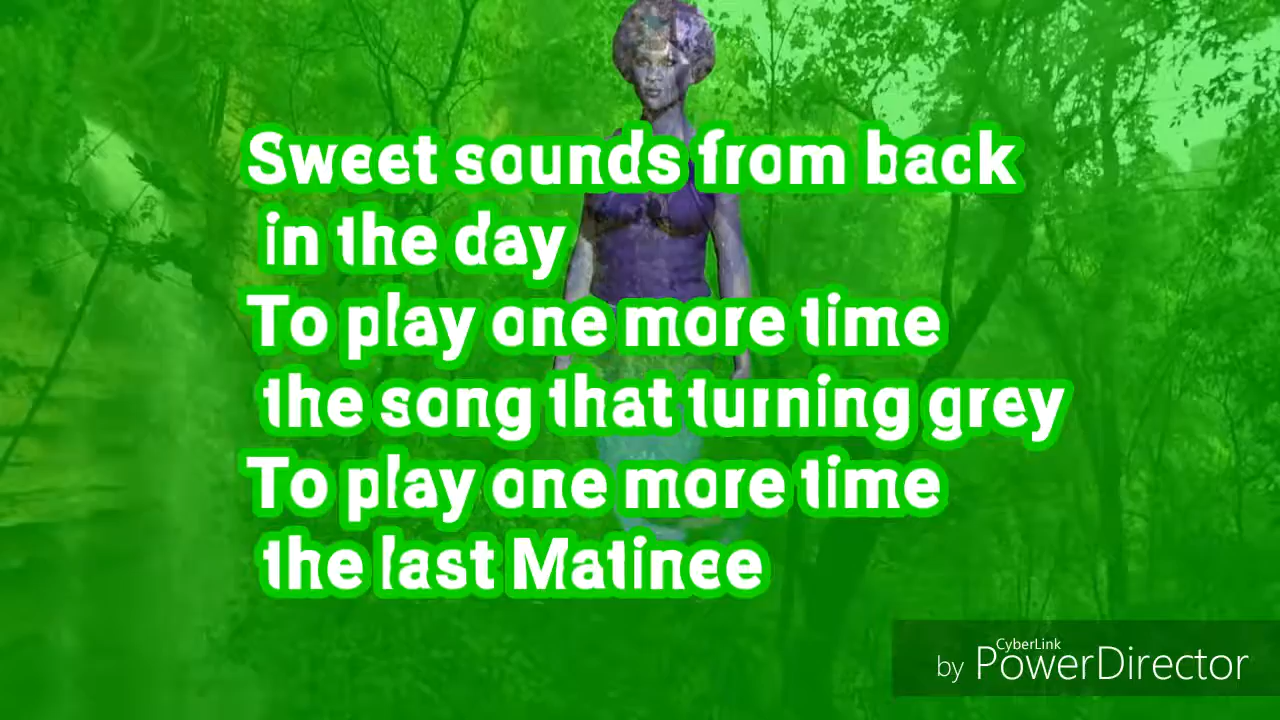 Sweet sounds from back
in the day
To play one more time
the song that turning grey
To play one more time
the last Matinee
CyberLink
by PowerDirector